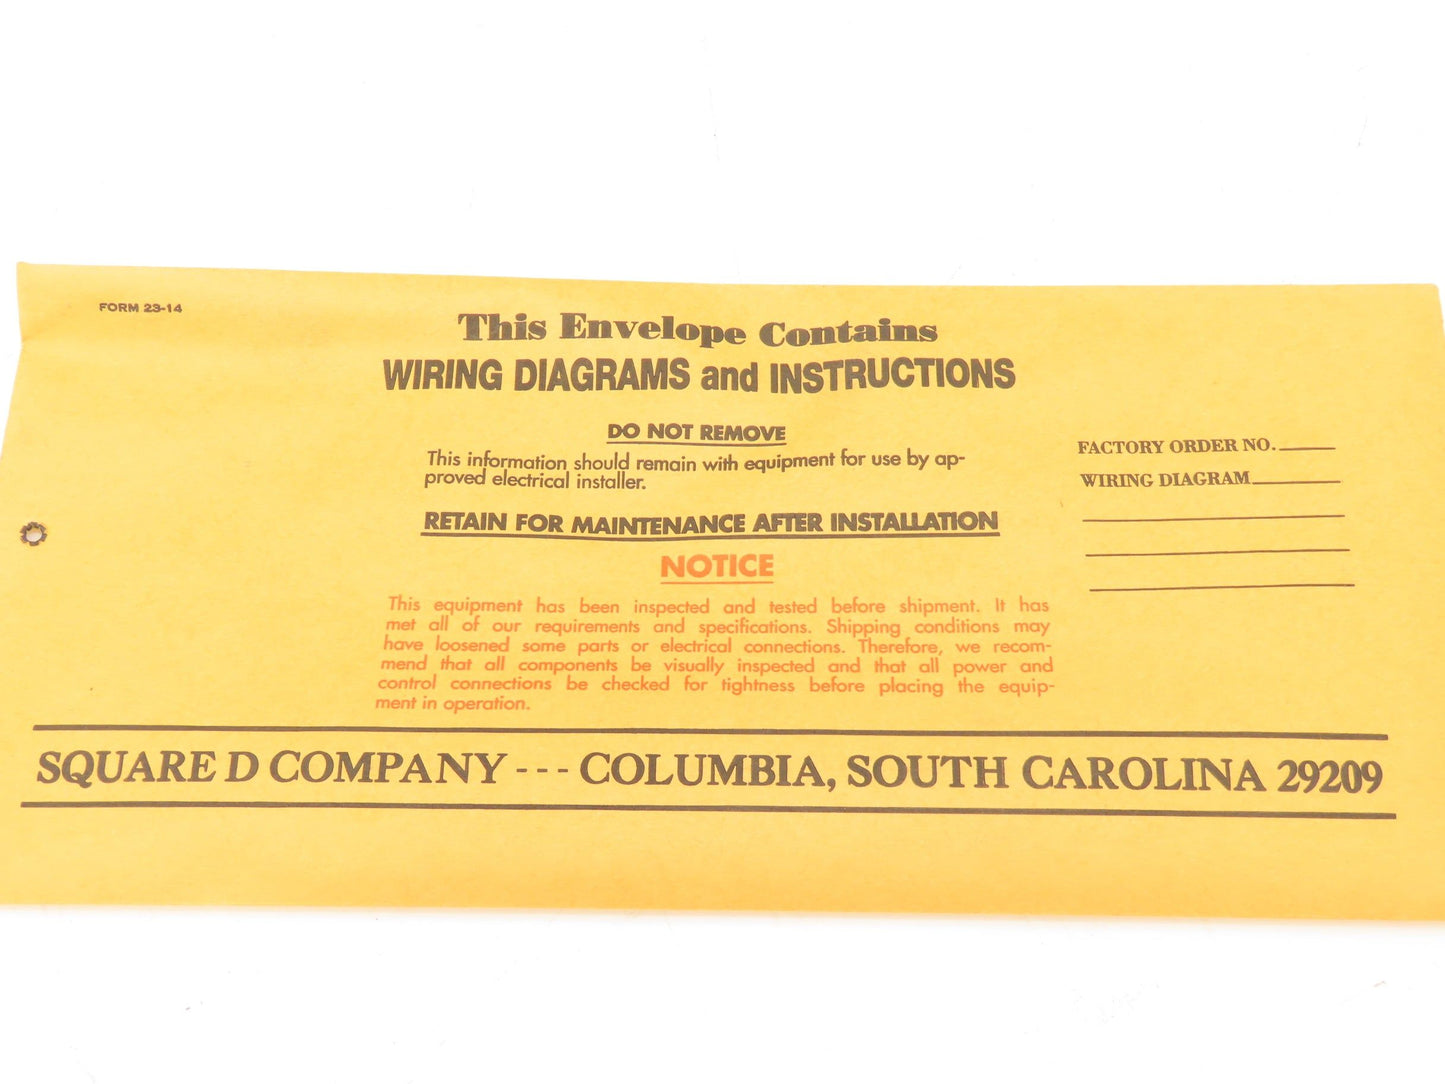 FORM 23-14
This Envelope Contains
WIRING DIAGRAMS and INSTRUCTIONS
DO NOT REMOVE
This information should remain with equipment for use by ap-
proved electrical installer.
RETAIN FOR MAINTENANCE AFTER INSTALLATION
FACTORY ORDER NO.
WIRING DIAGRAM
NOTICE
This equipment has been inspected and tested before shipment. It has
met all of our requirements and specifications. Shipping conditions may
have loosened some parts or electrical connections. Therefore, we recom-
mend that all components be visually inspected and that all power and
control connections be checked for tightness before placing the equip-
ment in operation.
SQUARE D COMPANY --- COLUMBIA, SOUTH CAROLINA 29209